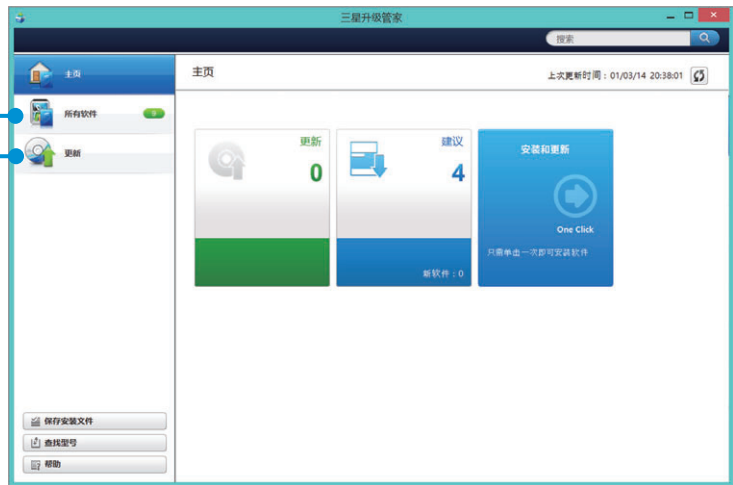 三星升级管家
搜索
主页
主页
上次更新时间：01/03/14 20:38:01
所有软件
更新
更新
0
建议
4
新软件：0
安装和更新
One Click
只需单击一次即可安装软件
保存安装文件
查找型号
帮助